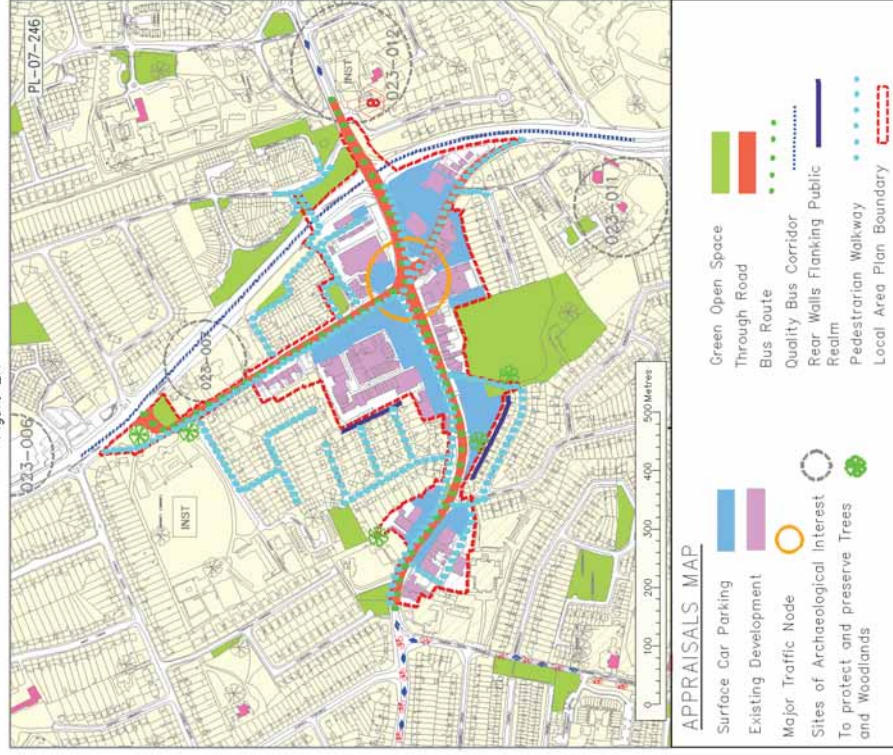 PL-07-246
023-006
023-007
023-012
8
INST
INST
023-011
0 100 200 300 400 500 Metres
APPRAISALS MAP
Surface Car Parking
Existing Development
Major Traffic Node
Sites of Archaeological Interest
To protect and preserve Trees
and Woodlands
Green Open Space
Through Road
Bus Route
Quality Bus Corridor
Rear Walls Flanking Public
Realm
Pedestrarian Walkway
Local Area Plan Boundary